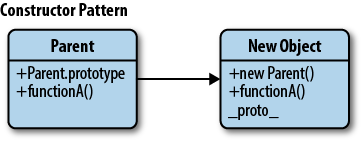 Constructor Pattern
Parent
+Parent.prototype
+functionA()
New Object
+new Parent()
+functionA()
_proto_